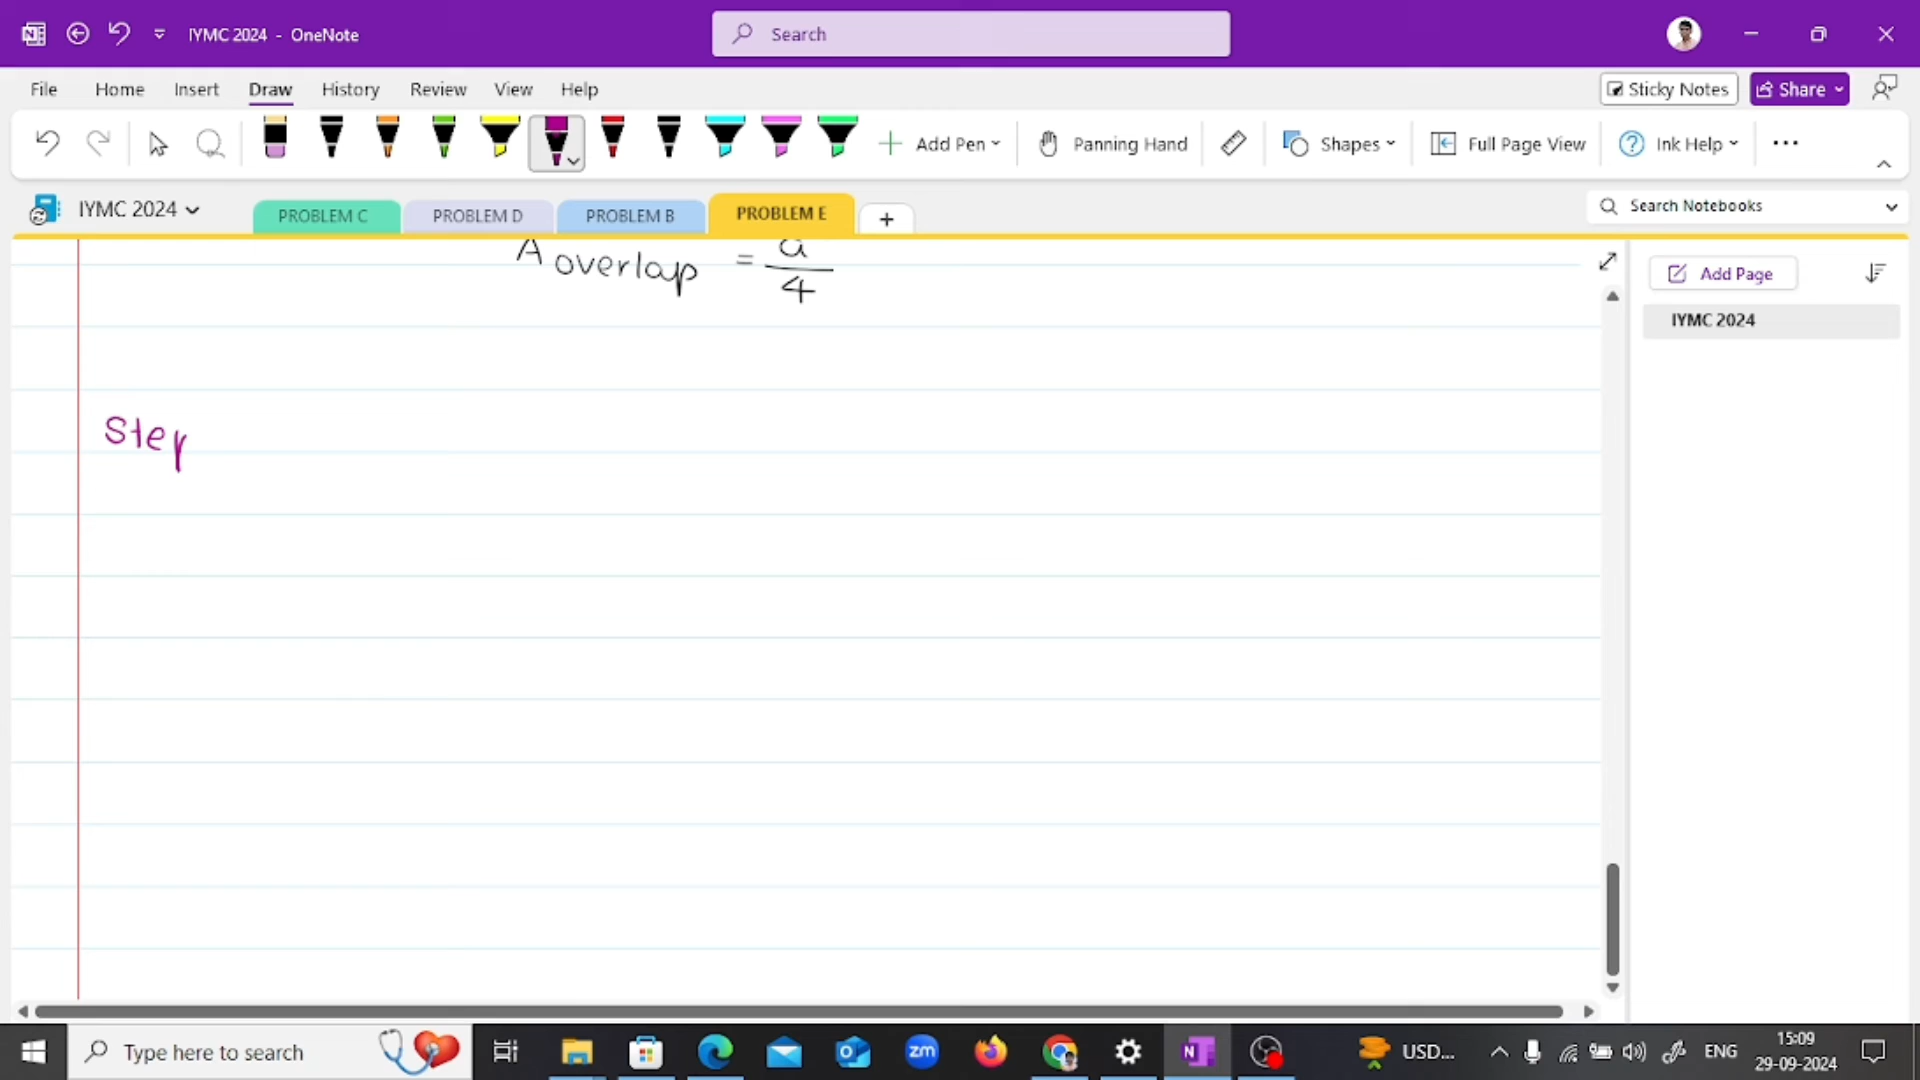 IYMC 2024 - OneNote
Search
File Home Insert Draw History Review View Help
Sticky Notes Share
Add Pen Panning Hand Shapes Full Page View Ink Help
IYMC 2024
PROBLEM C PROBLEM D PROBLEM B PROBLEM E +
Search Notebooks
Add Page
IYMC 2024
A overlap = a
4
Step
Type here to search
zm
N
USD...
ENG
15:09
29-09-2024